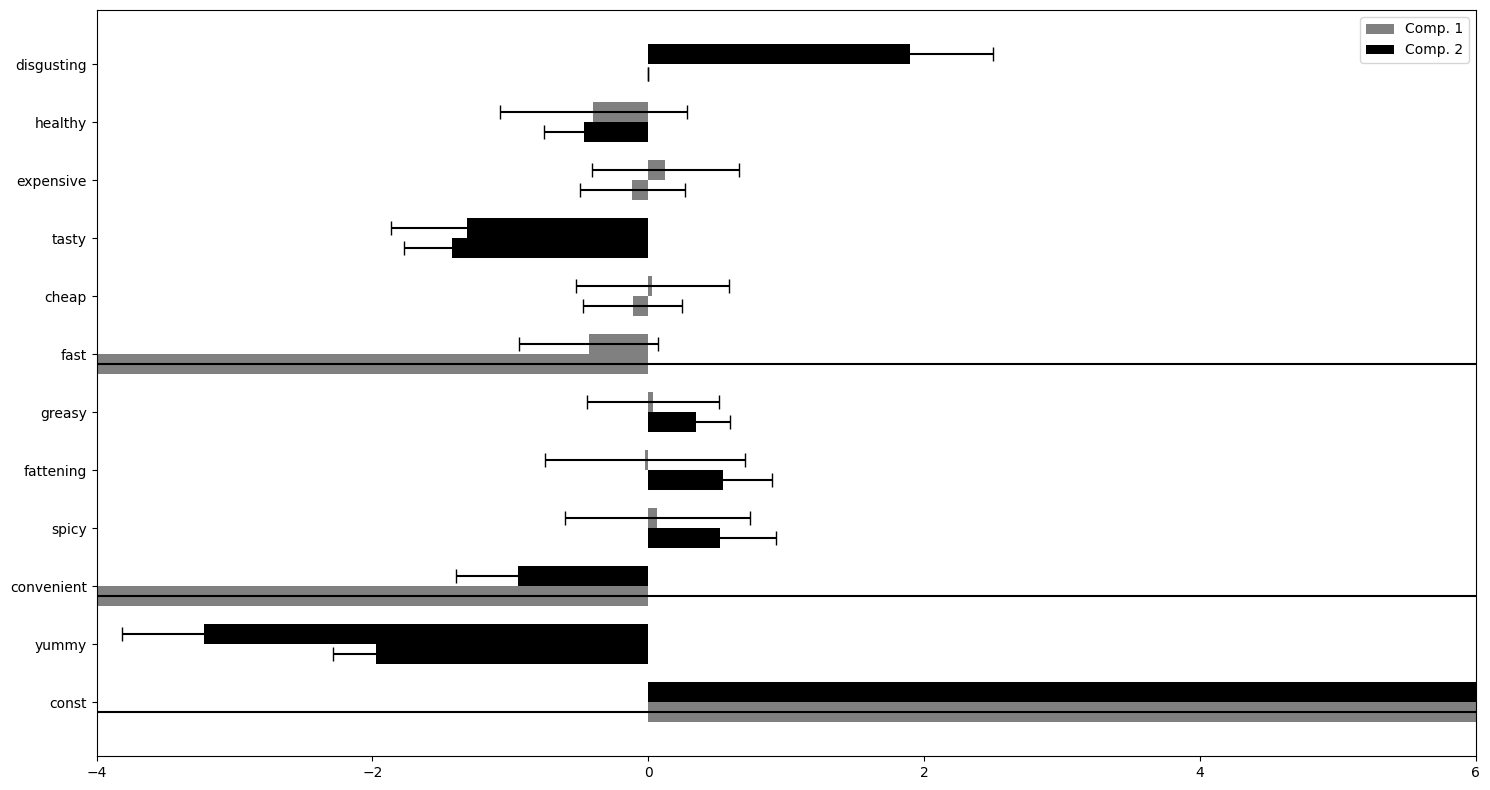 Comp. 1
Comp. 2
disgusting
healthy
expensive
tasty
cheap
fast
greasy
fattening
spicy
convenient
yummy
const
−4
−2
0
2
4
6